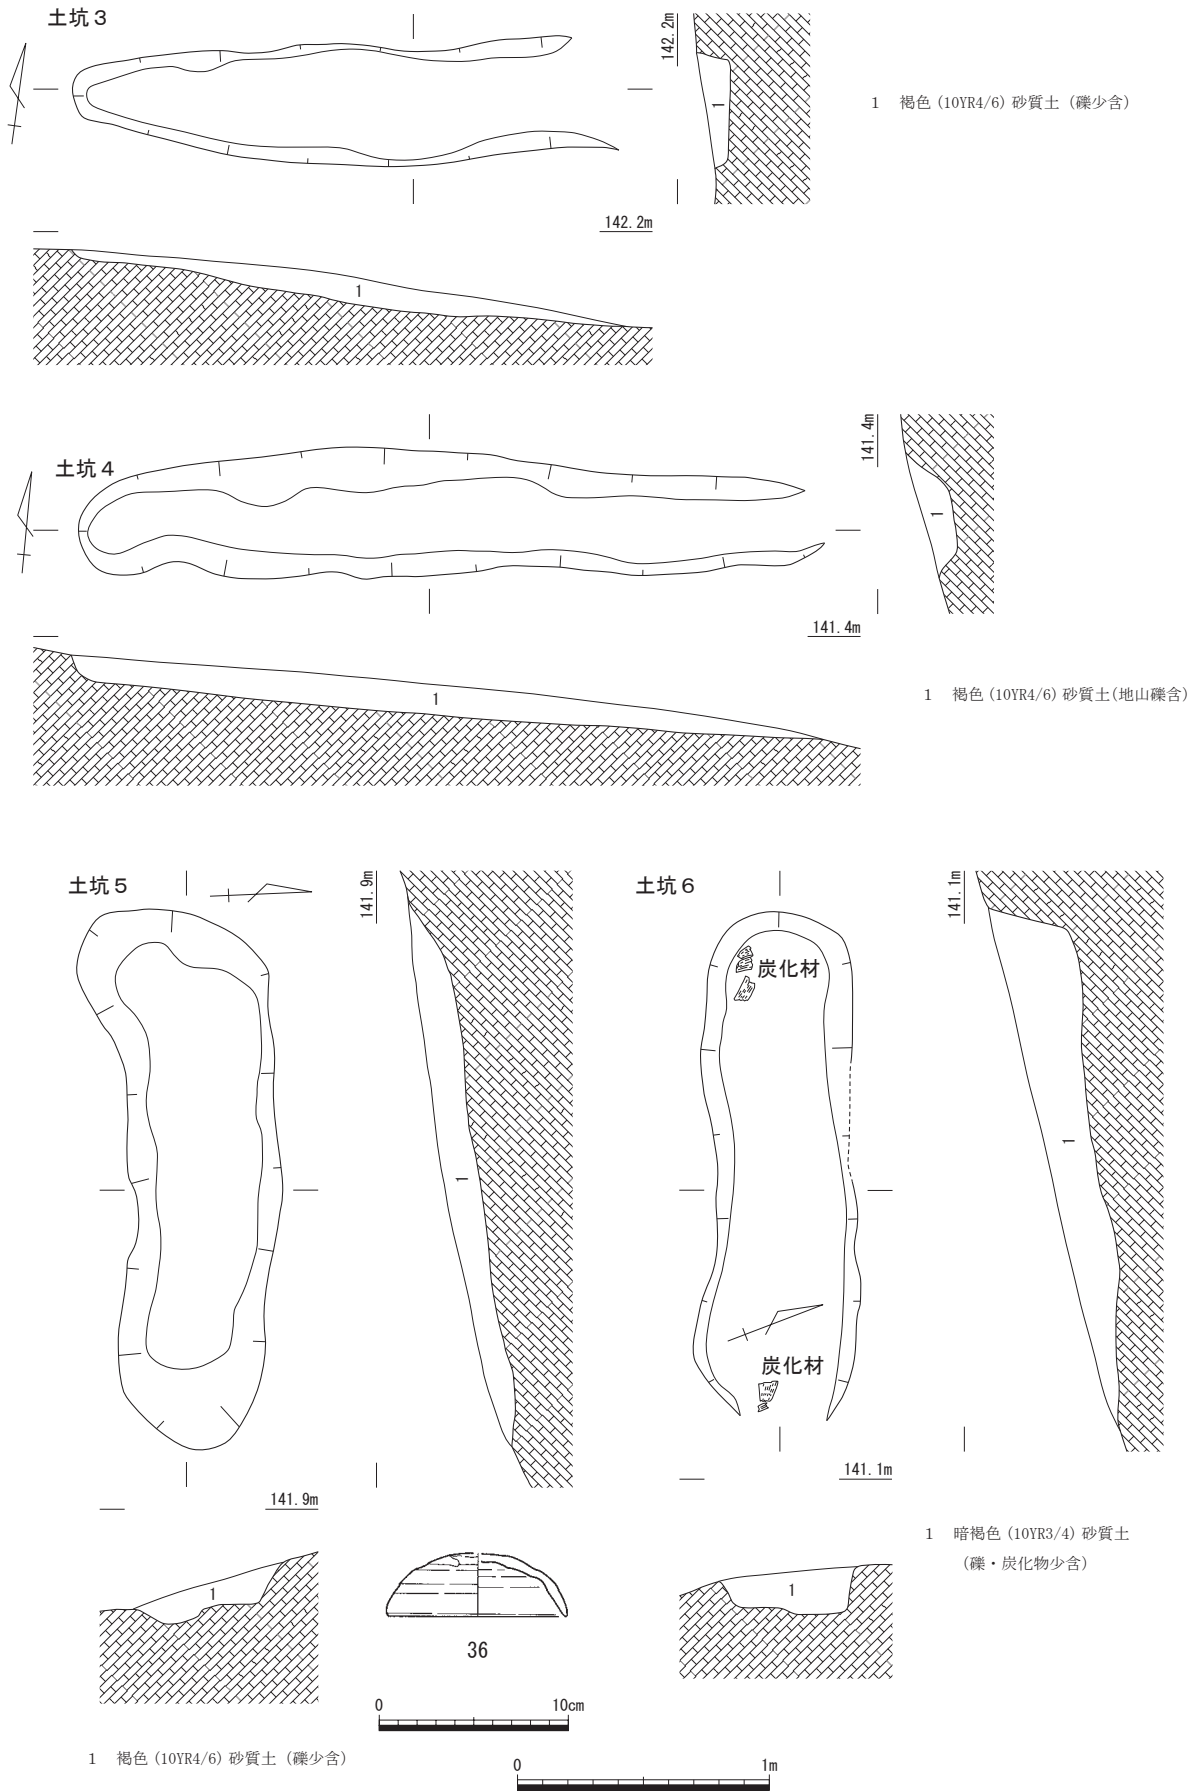 土坑３
142.2m
1
1　褐色（10YR4/6）砂質土（礫少含）
142.2m
1
土坑４
141.4m
1
141.4m
1
1　褐色（10YR4/6）砂質土（地山礫含）
土坑５
141.9m
1
141.9m
1
1　褐色（10YR4/6）砂質土（礫少含）
36
0　10cm
土坑６
炭化材
炭化材
141.1m
1
141.1m
1
1　暗褐色（10YR3/4）砂質土
（礫・炭化物少含）
0　1m